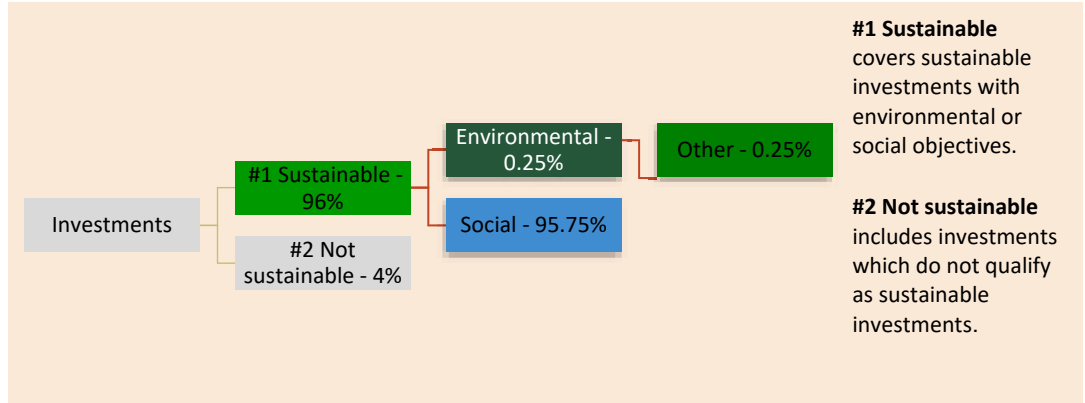 Investments
#1 Sustainable -
96%
#2 Not
sustainable - 4%
Environmental -
0.25%
Social - 95.75%
Other - 0.25%
#1 Sustainable
covers sustainable
investments with
environmental or
social objectives.
#2 Not sustainable
includes investments
which do not qualify
as sustainable
investments.